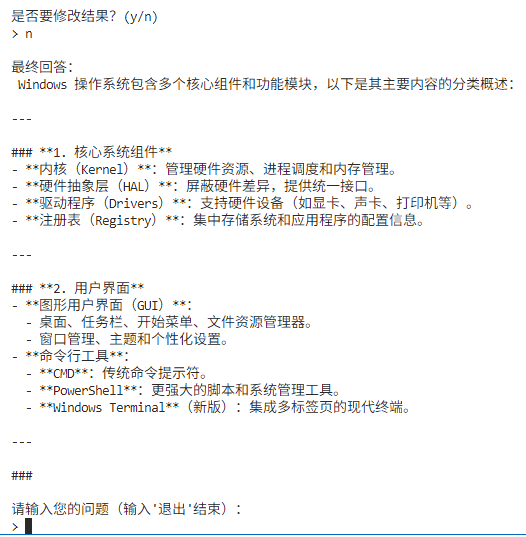 是否要修改结果？(y/n)
> n
最终回答：
Windows 操作系统包含多个核心组件和功能模块，以下是其主要内容的分类概述：
---
### **1. 核心系统组件**
- **内核（Kernel）**：管理硬件资源、进程调度和内存管理。
- **硬件抽象层（HAL）**：屏蔽硬件差异，提供统一接口。
- **驱动程序（Drivers）**：支持硬件设备（如显卡、声卡、打印机等）。
- **注册表（Registry）**：集中存储系统和应用程序的配置信息。
---
### **2. 用户界面**
- **图形用户界面（GUI）**：
  - 桌面、任务栏、开始菜单、文件资源管理器。
  - 窗口管理、主题和个性化设置。
- **命令行工具**：
  - **CMD**：传统命令提示符。
  - **PowerShell**：更强大的脚本和系统管理工具。
  - **Windows Terminal**（新版）：集成多标签页的现代终端。
---
###
请输入您的问题（输入'退出'结束）：
>